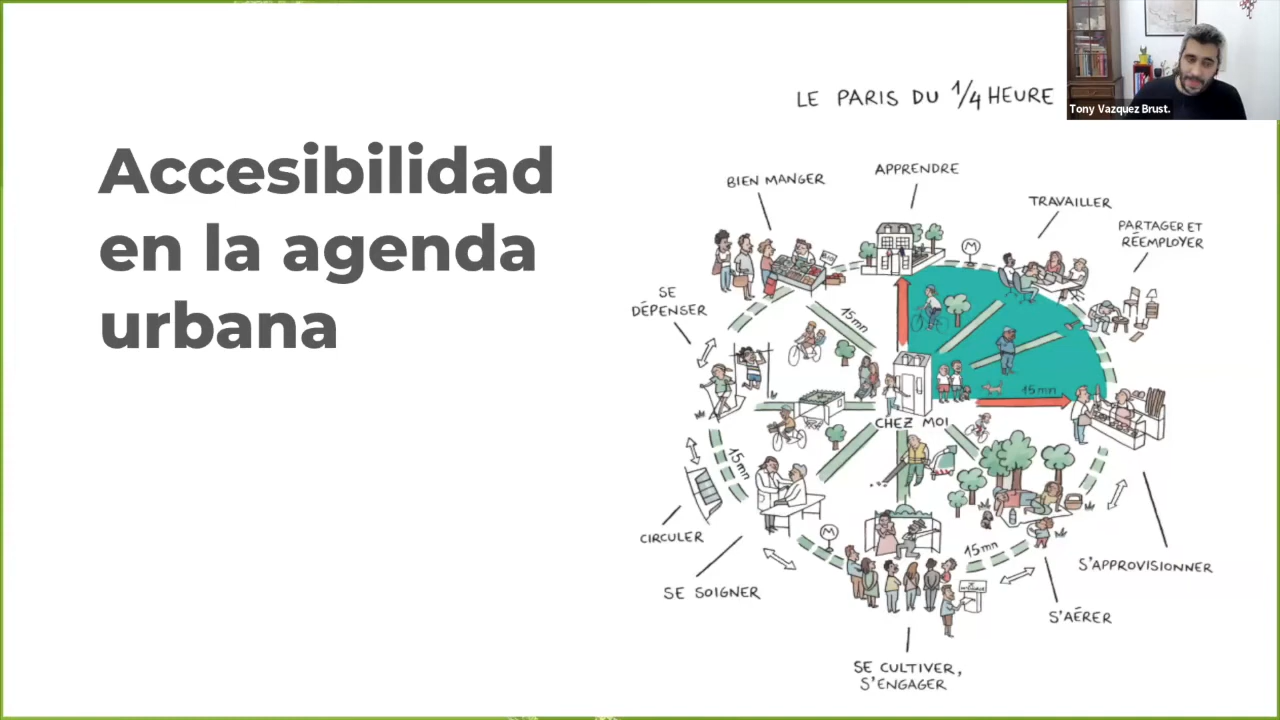 Accesibilidad
en la agenda
urbana
LE PARIS DU 1/4 HEURE
Tony Vazquez Brust.
BIEN MANGER
APPRENDRE
TRAVAILLER
PARTAGER ET
RÉEMPLOYER
SE
DÉPENSER
M
15mn
15mn
CHEZ MOI
15mn
CIRCULER
M
15mn
SE SOIGNER
S'APPROVISIONNER
S'AÉRER
SE CULTIVER,
S'ENGAGER